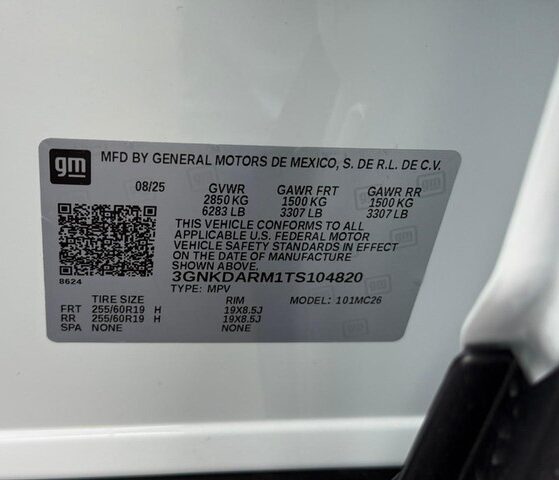 gm MFD BY GENERAL MOTORS DE MEXICO, S. DE R.L. DE C.V.
08/25 GVWR GAWR FRT GAWR RR
2850 KG 1500 KG 1500 KG
6283 LB 3307 LB 3307 LB
THIS VEHICLE CONFORMS TO ALL
APPLICABLE U.S. FEDERAL MOTOR
VEHICLE SAFETY STANDARDS IN EFFECT
ON THE DATE OF MANUFACTURE
SHOWN ABOVE.
3GNKDARM1TS104820
8624 TYPE: MPV MODEL: 101MC26
TIRE SIZE RIM
FRT 255/60R19 H 19X8.5J
RR 255/60R19 H 19X8.5J
SPA NONE NONE